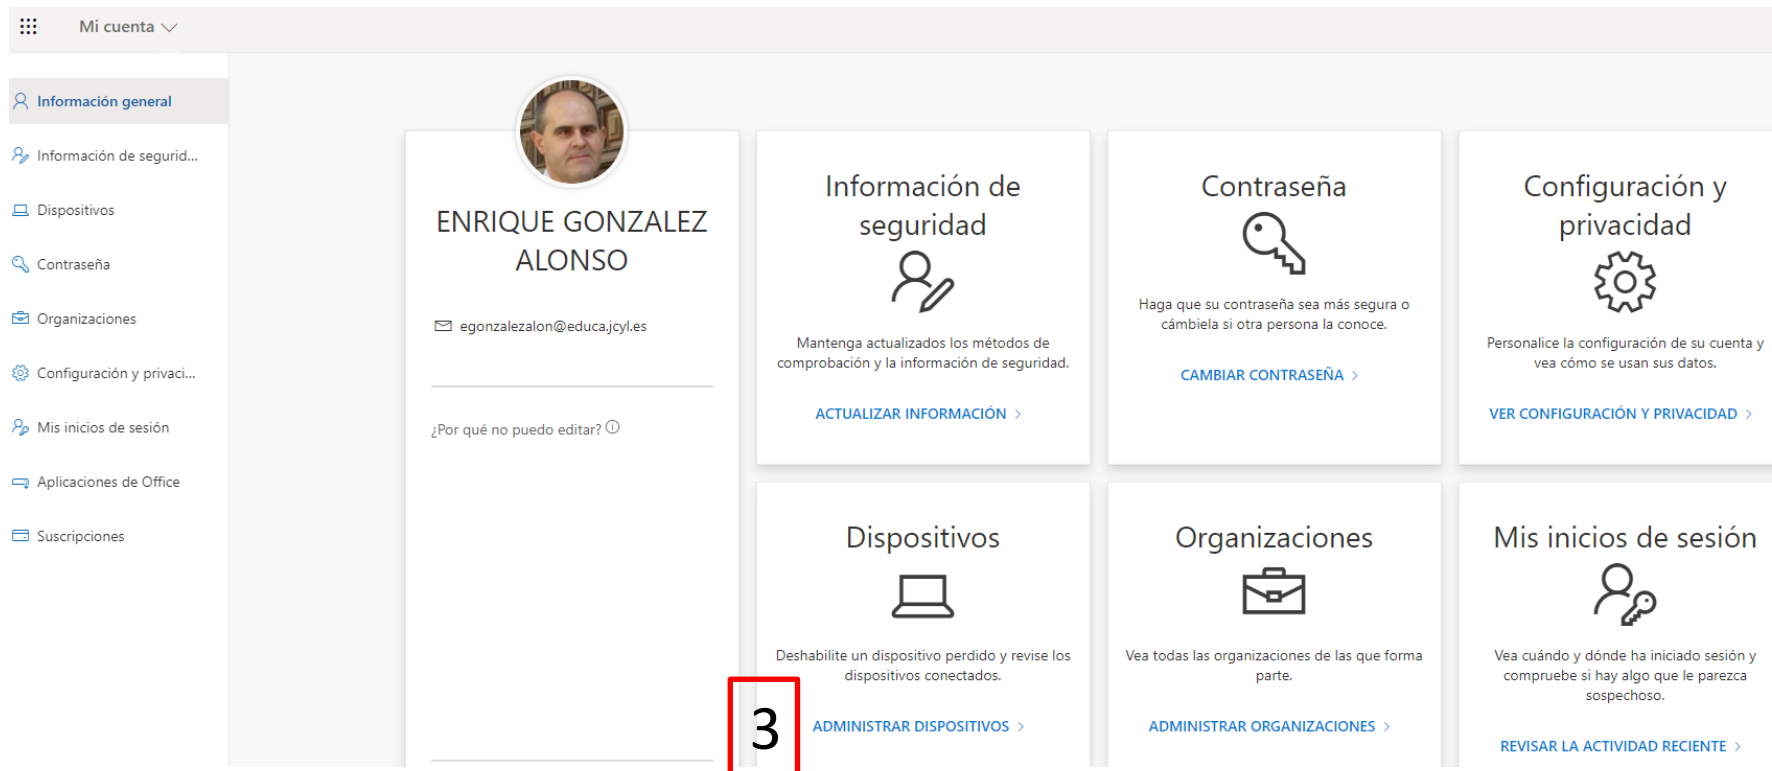 Mi cuenta
Información general
Información de segurid...
Dispositivos
Contraseña
Organizaciones
Configuración y privaci...
Mis inicios de sesión
Aplicaciones de Office
Suscripciones
ENRIQUE GONZALEZ
ALONSO
egonzalezalon@educa.jcyl.es
¿Por qué no puedo editar?
Información de
seguridad
Mantenga actualizados los métodos de
comprobación y la información de seguridad.
ACTUALIZAR INFORMACIÓN >
Contraseña
Haga que su contraseña sea más segura o
cámbiela si otra persona la conoce.
CAMBIAR CONTRASEÑA >
Configuración y
privacidad
Personalice la configuración de su cuenta y
vea cómo se usan sus datos.
VER CONFIGURACIÓN Y PRIVACIDAD >
Dispositivos
Deshabilite un dispositivo perdido y revise los
dispositivos conectados.
ADMINISTRAR DISPOSITIVOS >
3
Organizaciones
Vea todas las organizaciones de las que forma
parte.
ADMINISTRAR ORGANIZACIONES >
Mis inicios de sesión
Vea cuándo y dónde ha iniciado sesión y
compruebe si hay algo que le parezca
sospechoso.
REVISAR LA ACTIVIDAD RECIENTE >